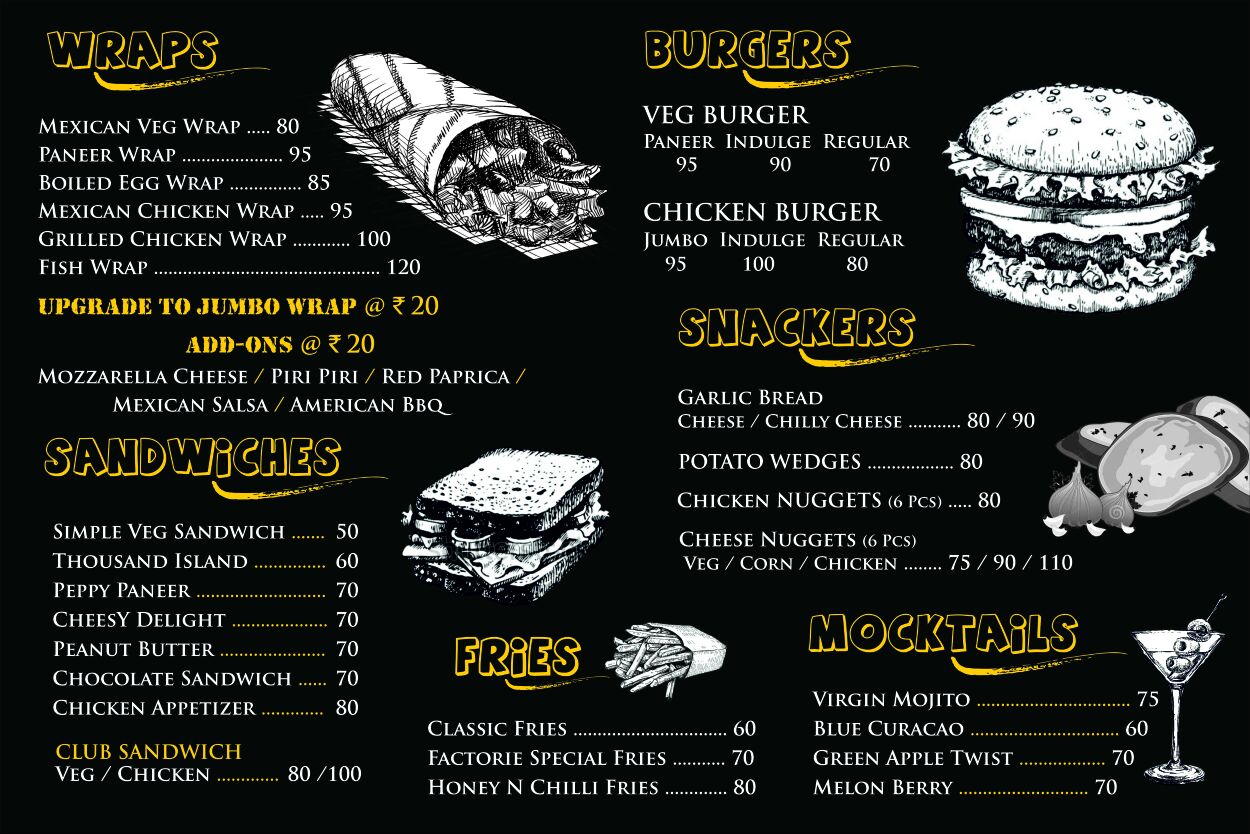 WRAPS
MEXICAN VEG WRAP ..... 80
PANEER WRAP ..................... 95
BOILED EGG WRAP ............... 85
MEXICAN CHICKEN WRAP ..... 95
GRILLED CHICKEN WRAP ............ 100
FISH WRAP .............................................. 120
UPGRADE TO JUMBO WRAP @ ₹ 20
ADD-ONS @ ₹ 20
MOZZARELLA CHEESE / PIRI PIRI / RED PAPRICA /
MEXICAN SALSA / AMERICAN BBQ
SANDWiCHES
SIMPLE VEG SANDWICH ....... 50
THOUSAND ISLAND ............... 60
PEPPY PANEER ........................... 70
CHEESY DELIGHT .................... 70
PEANUT BUTTER ...................... 70
CHOCOLATE SANDWICH ...... 70
CHICKEN APPETIZER ............. 80
CLUB SANDWICH
VEG / CHICKEN ............. 80 /100
BURGERS
VEG BURGER
PANEER INDULGE REGULAR
95 90 70
CHICKEN BURGER
JUMBO INDULGE REGULAR
95 100 80
SNACKERS
GARLIC BREAD
CHEESE / CHILLY CHEESE ........... 80 / 90
POTATO WEDGES .................. 80
CHICKEN NUGGETS (6 PCS) ..... 80
CHEESE NUGGETS (6 PCS)
VEG / CORN / CHICKEN ........ 75 / 90 / 110
FRiES
CLASSIC FRIES ................................ 60
FACTORIE SPECIAL FRIES ........... 70
HONEY N CHILLI FRIES ............. 80
MOCKTAiLS
VIRGIN MOJITO ................................ 75
BLUE CURACAO ............................... 60
GREEN APPLE TWIST .................. 70
MELON BERRY ........................... 70